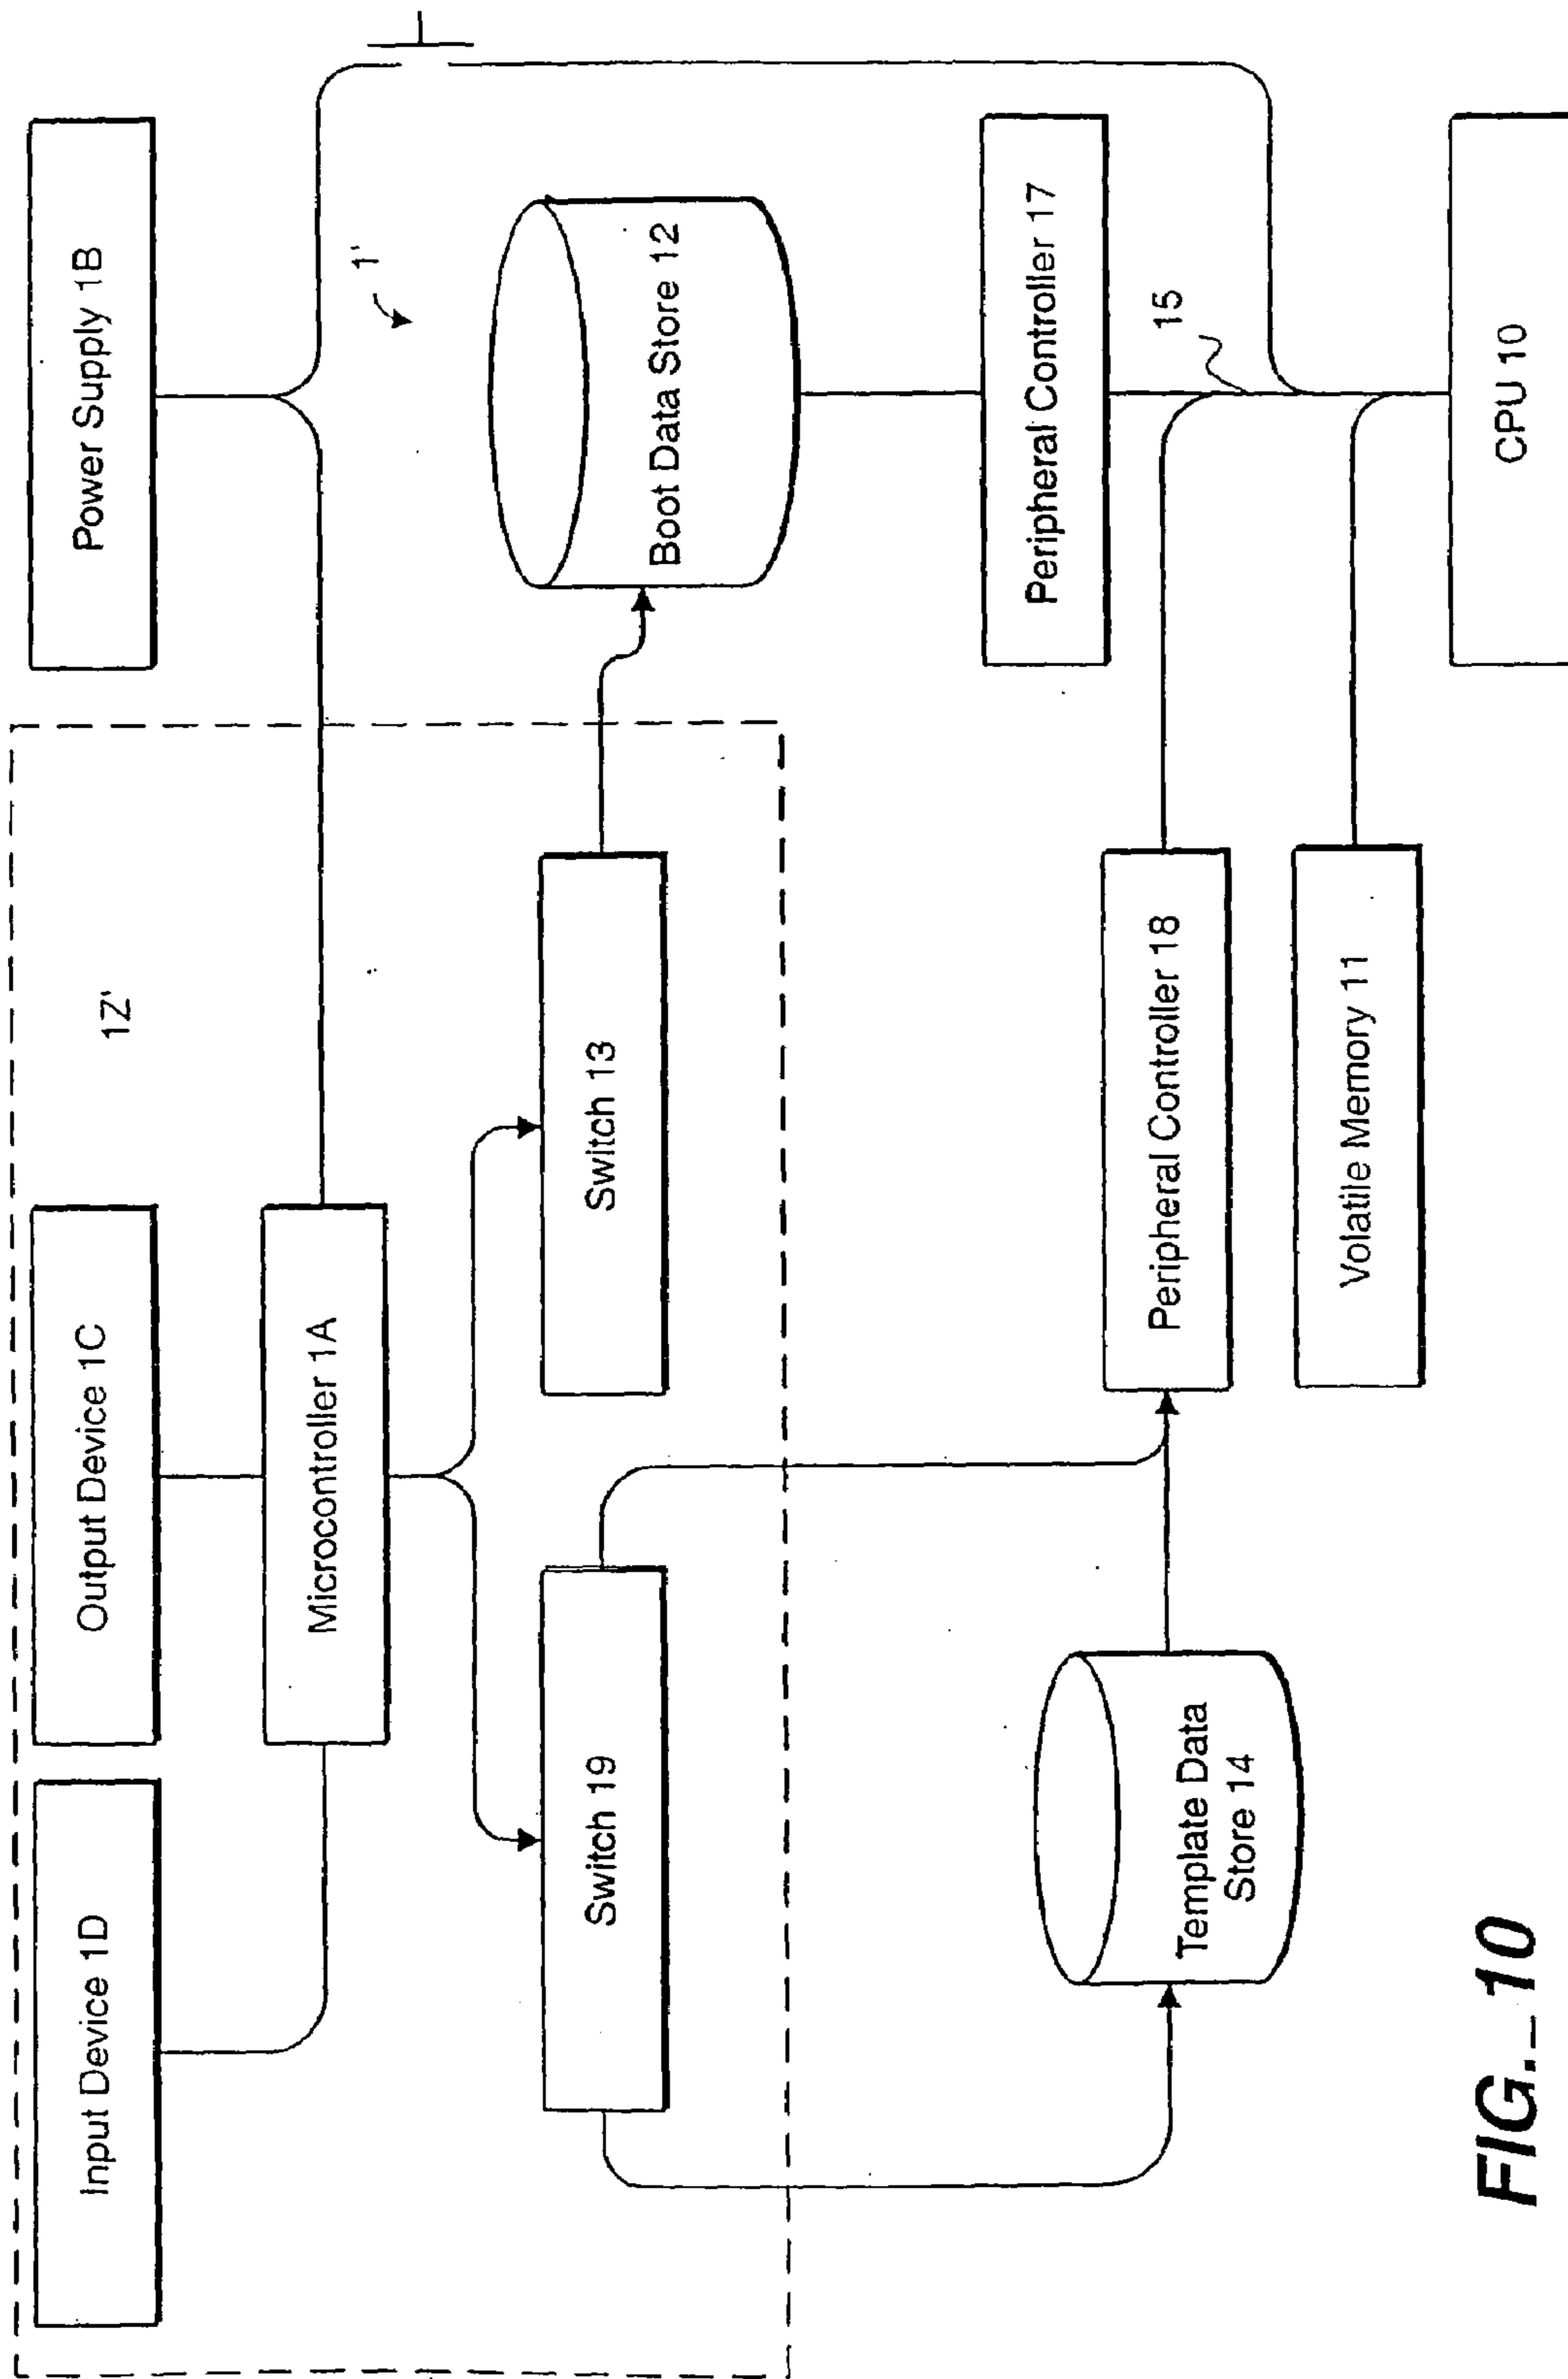 Input Device 1D
Output Device 1C
Power Supply 1B
1Z'
Microcontroller 1A
1'
Switch 19
Switch 13
Boot Data Store 12
Template Data
Store 14
Peripheral Controller 18
Peripheral Controller 17
15
Volatile Memory 11
CPU 10
FIG._10